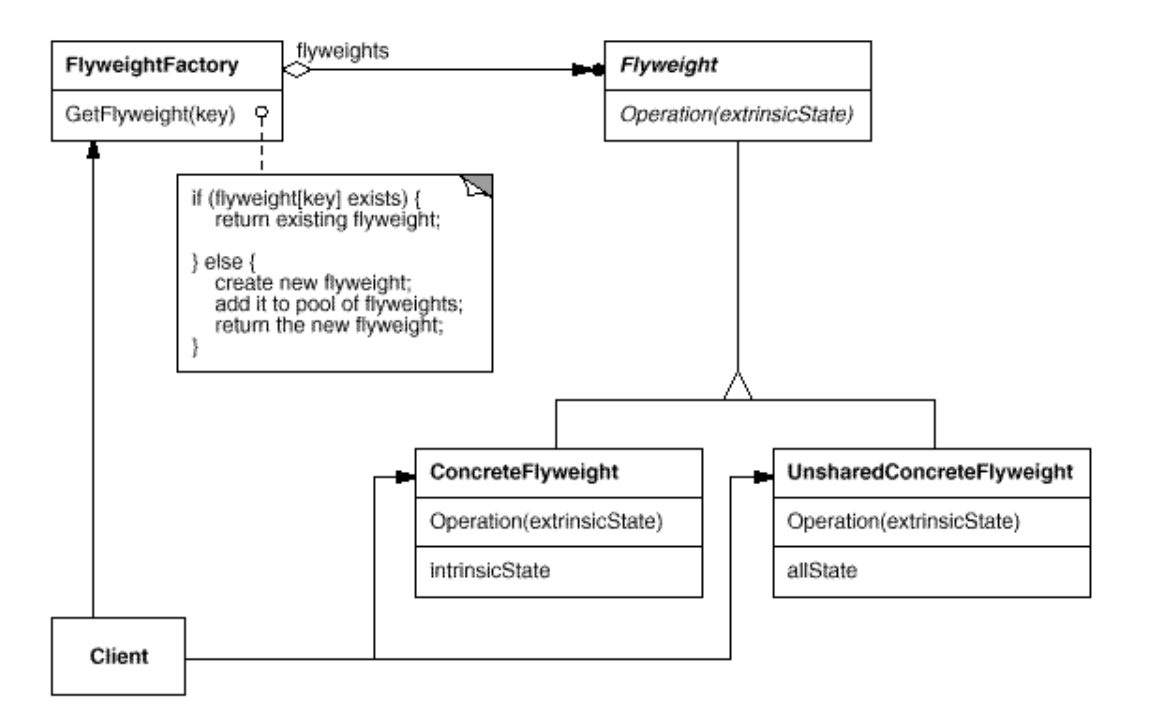 flyweights
FlyweightFactory
GetFlyweight(key)
Flyweight
Operation(extrinsicState)
if (flyweight[key] exists) {
return existing flyweight;
} else {
create new flyweight;
add it to pool of flyweights;
return the new flyweight;
}
ConcreteFlyweight
Operation(extrinsicState)
intrinsicState
UnsharedConcreteFlyweight
Operation(extrinsicState)
allState
Client